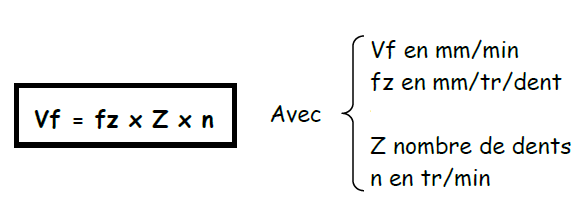 Vf = fz x Z x n
Avec
Vf en mm/min
fz en mm/tr/dent
Z nombre de dents
n en tr/min